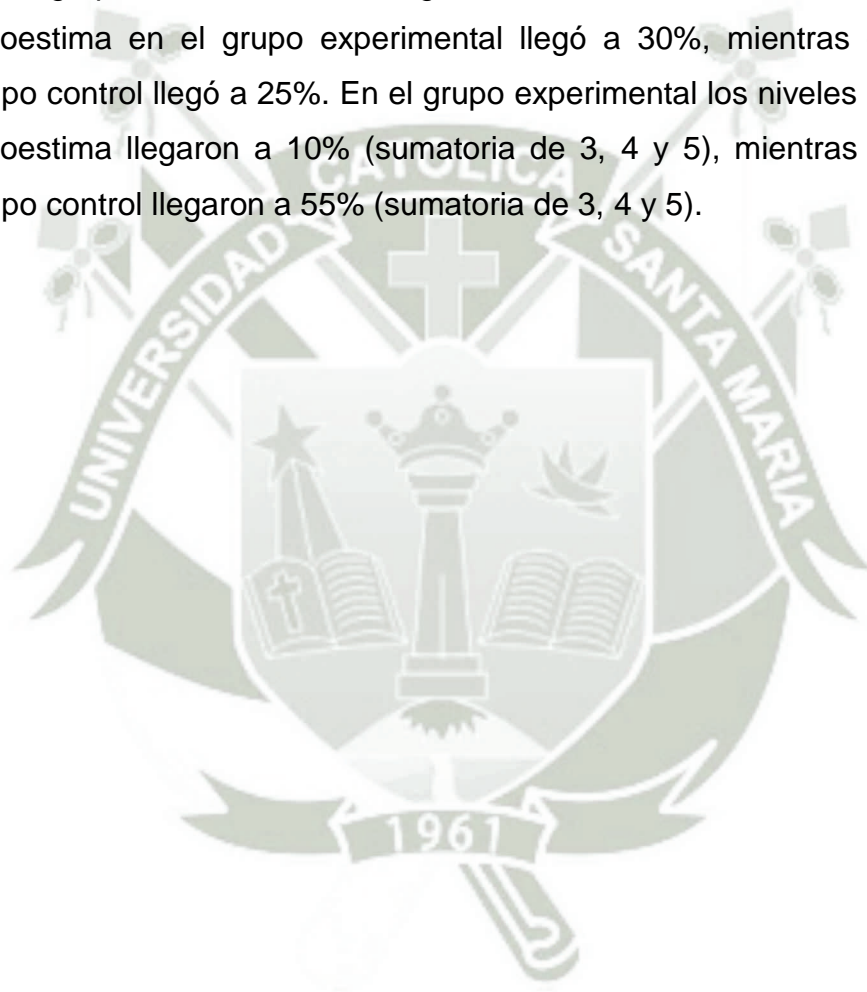 oestima en el grupo experimental llegó a 30%, mientras
po control llegó a 25%. En el grupo experimental los niveles
oestima llegaron a 10% (sumatoria de 3, 4 y 5), mientras
po control llegaron a 55% (sumatoria de 3, 4 y 5).
CATOLICA
UNIVERSIDAD
SANTA MARIA
1961